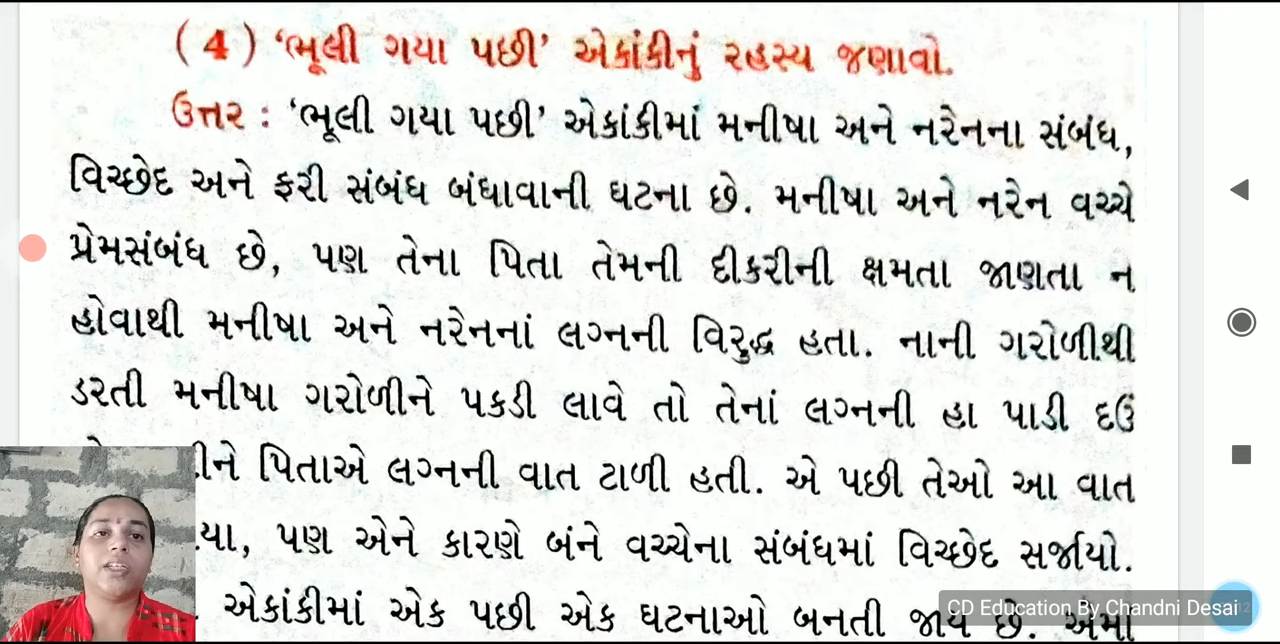 (4) ‘ભૂલી ગયા પછી’ એકાંકીનું રહસ્ય જણાવો.
ઉત્તર : ‘ભૂલી ગયા પછી’ એકાંકીમાં મનીષા અને નરેનના સંબંધ,
વિચ્છેદ અને ફરી સંબંધ બંધાવાની ઘટના છે. મનીષા અને નરેન વચ્ચે
પ્રેમસંબંધ છે, પણ તેના પિતા તેમની દીકરીની ક્ષમતા જાણતા ન
હોવાથી મનીષા અને નરેનનાં લગ્નની વિરુદ્ધ હતા. નાની ગરોળીથી
ડરતી મનીષા ગરોળીને પકડી લાવે તો તેનાં લગ્નની હા પાડી દઉં
પિતાએ લગ્નની વાત ટાળી હતી. એ પછી તેઓ આ વાત
પણ એને કારણે બંને વચ્ચેના સંબંધમાં વિચ્છેદ સર્જાયો.
એકાંકીમાં એક પછી એક ઘટનાઓ બનતી જાય છે. એમાં
CD Education By Chandni Desai